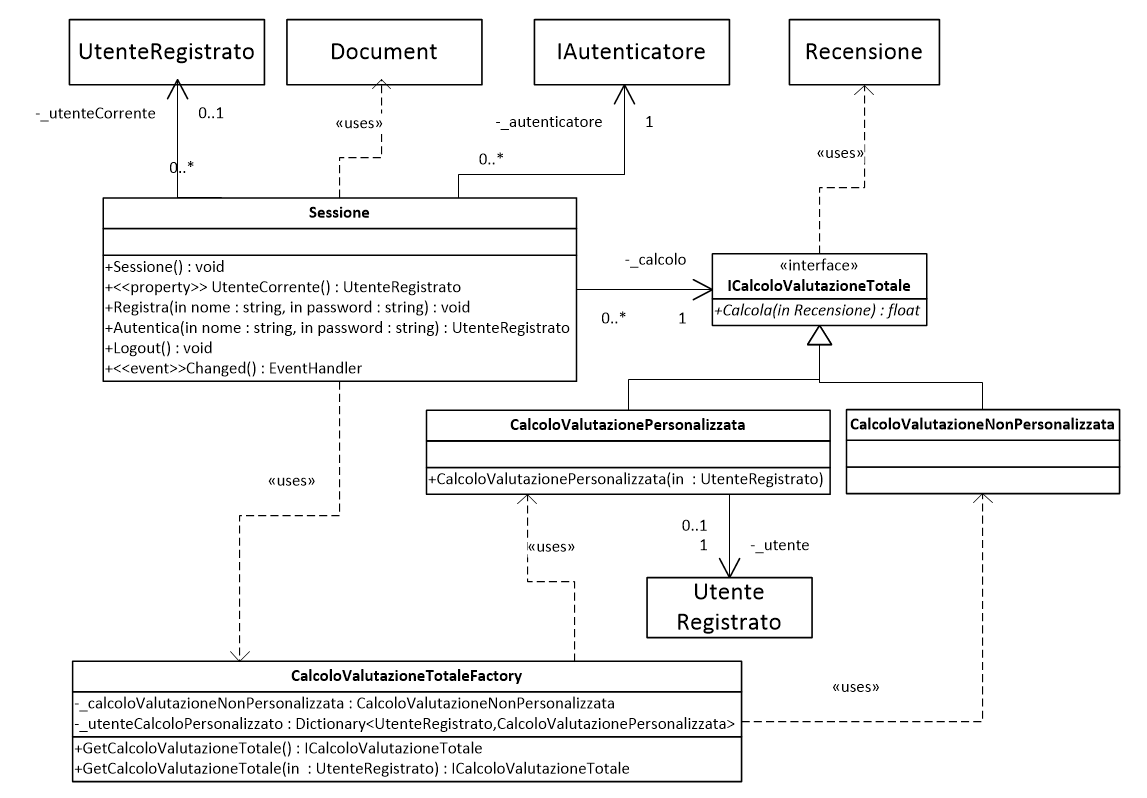 UtenteRegistrato
Document
IAutenticatore
Recensione
-_utenteCorrente
0..1
«uses»
-_autenticatore
1
0..*
0..*
«uses»
Sessione
+Sessione() : void
+<<property>> UtenteCorrente() : UtenteRegistrato
+Registra(in nome : string, in password : string) : void
+Autentica(in nome : string, in password : string) : UtenteRegistrato
+Logout() : void
+<<event>>Changed() : EventHandler
-_calcolo
0..*
1
«interface»
ICalcoloValutazioneTotale
+Calcola(in Recensione) : float
CalcoloValutazionePersonalizzata
+CalcoloValutazionePersonalizzata(in  : UtenteRegistrato)
CalcoloValutazioneNonPersonalizzata
«uses»
«uses»
0..1
1
-_utente
Utente
Registrato
CalcoloValutazioneTotaleFactory
-_calcoloValutazioneNonPersonalizzata : CalcoloValutazioneNonPersonalizzata
-_utenteCalcoloPersonalizzato : Dictionary<UtenteRegistrato,CalcoloValutazionePersonalizzata>
+GetCalcoloValutazioneTotale() : ICalcoloValutazioneTotale
+GetCalcoloValutazioneTotale(in  : UtenteRegistrato) : ICalcoloValutazioneTotale
«uses»